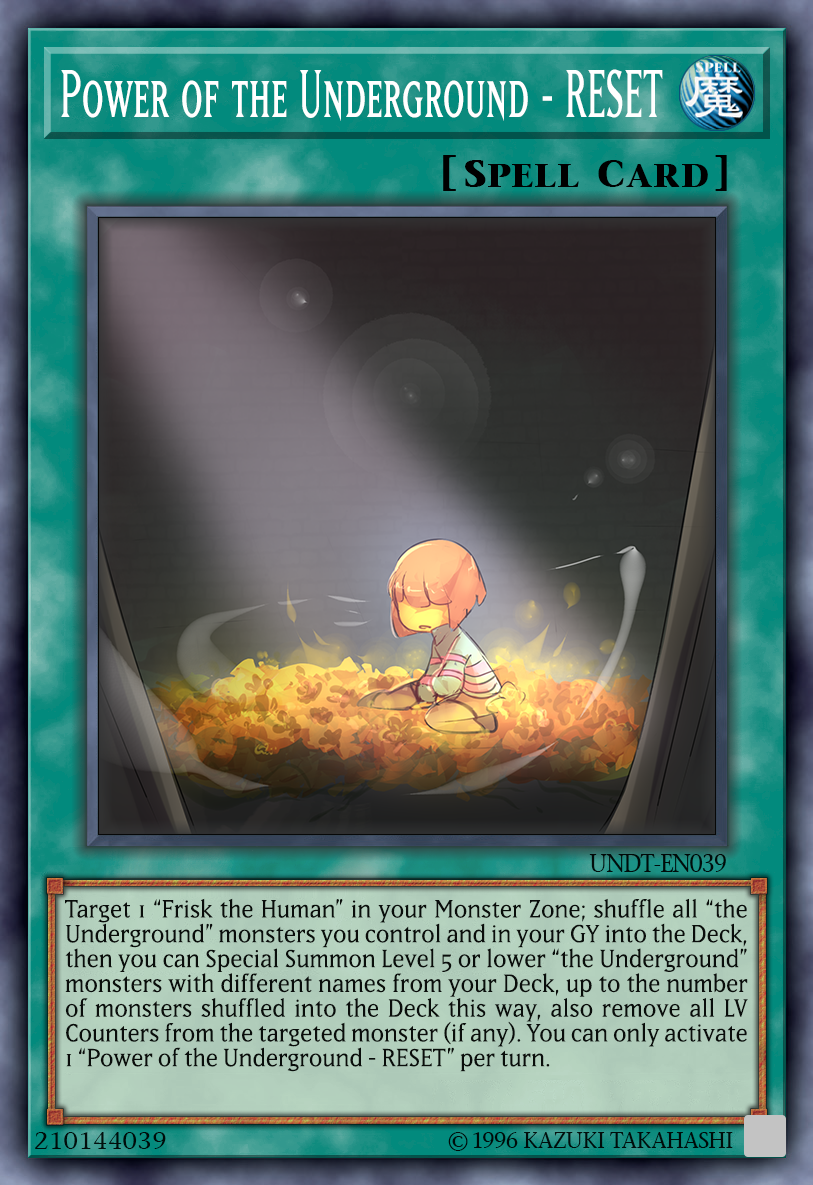 Power of the Underground - RESET
SPELL
魔
[Spell Card]
UNDT-EN039
Target 1 “Frisk the Human” in your Monster Zone; shuffle all “the
Underground” monsters you control and in your GY into the Deck,
then you can Special Summon Level 5 or lower “the Underground”
monsters with different names from your Deck, up to the number
of monsters shuffled into the Deck this way, also remove all LV
Counters from the targeted monster (if any). You can only activate
1 “Power of the Underground - RESET” per turn.
210144039
© 1996 KAZUKI TAKAHASHI